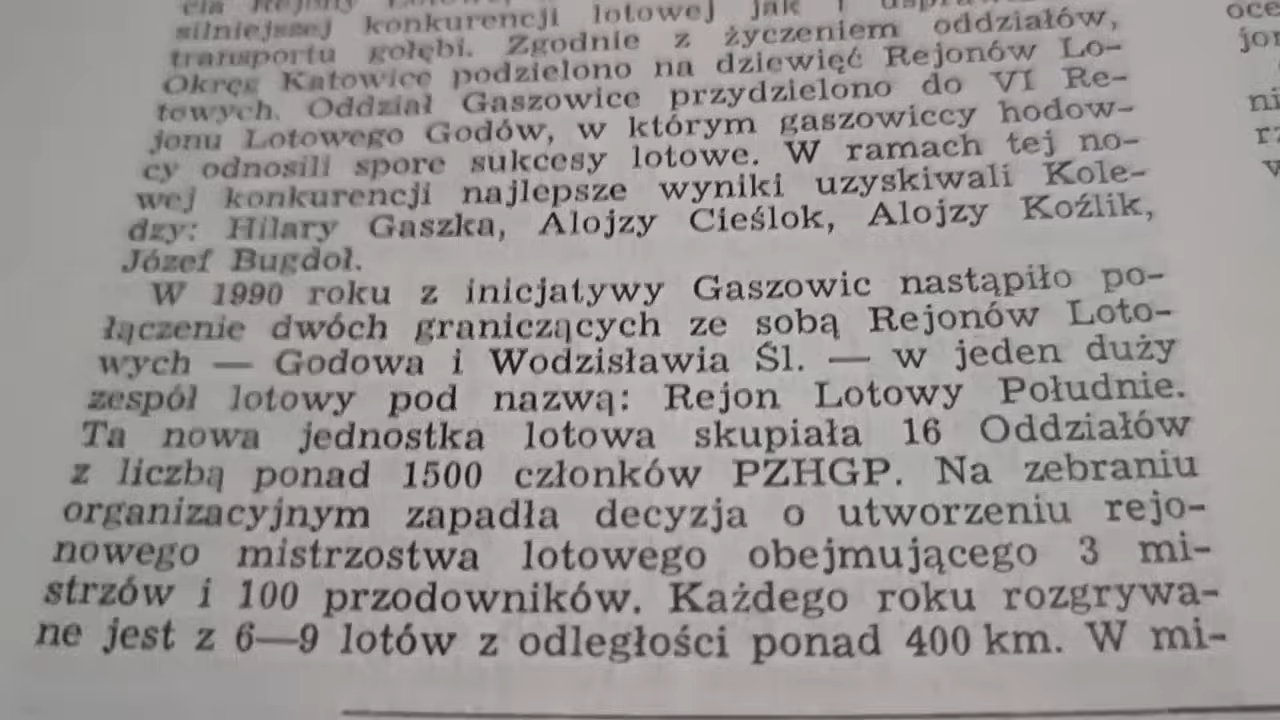 silniejszej konkurencji lotowej jak i
transportu gołębi. Zgodnie z życzeniem oddziałów,
Okręg Katowice podzielono na dziewięć Rejonów Lo-
towych. Oddział Gaszowice przydzielono do VI Re-
jonu Lotowego Godów, w którym gaszowiccy hodow-
cy odnosili spore sukcesy lotowe. W ramach tej no-
wej konkurencji najlepsze wyniki uzyskiwali Kole-
dzy: Hilary Gaszka, Alojzy Cieślok, Alojzy Koźlik,
Józef Bugdoł.
W 1990 roku z inicjatywy Gaszowic nastąpiło po-
łączenie dwóch graniczących ze sobą Rejonów Loto-
wych — Godowa i Wodzisławia Śl. — w jeden duży
zespół lotowy pod nazwą: Rejon Lotowy Południe.
Ta nowa jednostka lotowa skupiała 16 Oddziałów
z liczbą ponad 1500 członków PZHGP. Na zebraniu
organizacyjnym zapadła decyzja o utworzeniu rejo-
nowego mistrzostwa lotowego obejmującego 3 mi-
strzów i 100 przodowników. Każdego roku rozgrywa-
ne jest z 6—9 lotów z odległości ponad 400 km. W mi-